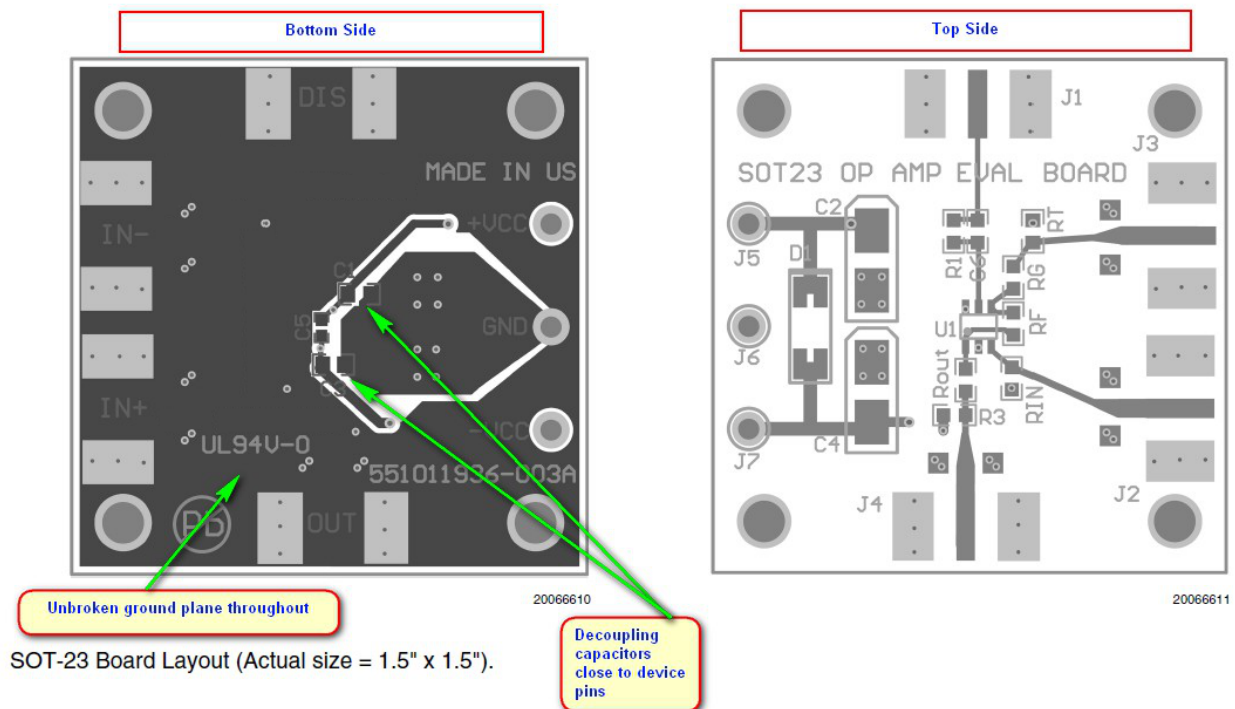 Bottom Side
DIS
MADE IN US
+VCC
IN-
C1
C5
GND
C3
IN+
-VCC
UL94V-0
551011936-003A
Pb
OUT
Unbroken ground plane throughout
20066610
Decoupling
capacitors
close to device
pins
SOT-23 Board Layout (Actual size = 1.5" x 1.5").
Top Side
J1
J3
SOT23 OP AMP EVAL BOARD
C2
RT
J5
D1
R1
C6
RG
U1
RF
J6
Rout
RIN
R3
J7
C4
J4
J2
20066611